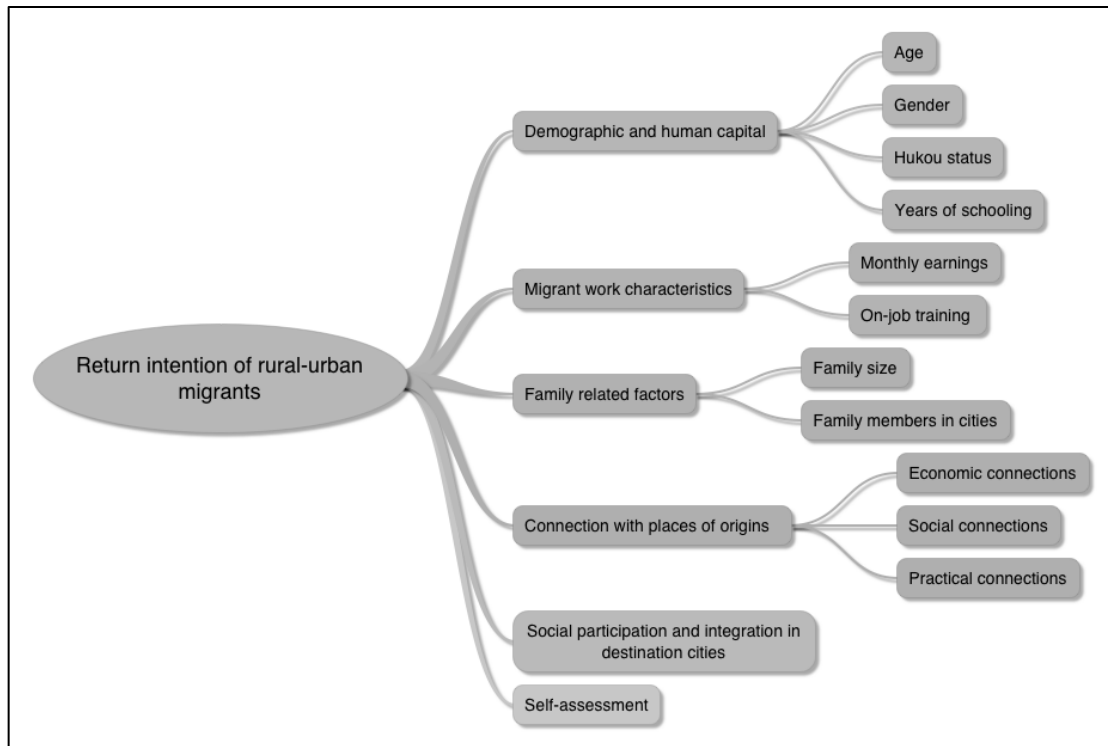 Return intention of rural-urban
migrants
Demographic and human capital
Age
Gender
Hukou status
Years of schooling
Migrant work characteristics
Monthly earnings
On-job training
Family related factors
Family size
Family members in cities
Connection with places of origins
Economic connections
Social connections
Practical connections
Social participation and integration in
destination cities
Self-assessment